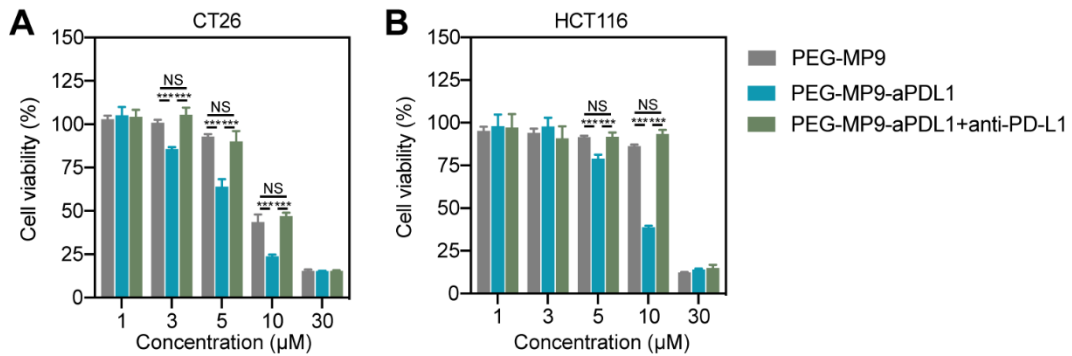 A
CT26
Cell viability (%)
150
125
100
75
50
25
0
NS
******
NS
******
NS
******
1 3 5 10 30
Concentration (μM)
B
HCT116
Cell viability (%)
150
125
100
75
50
25
0
NS
******
NS
******
1 3 5 10 30
Concentration (μM)
PEG-MP9
PEG-MP9-aPDL1
PEG-MP9-aPDL1+anti-PD-L1